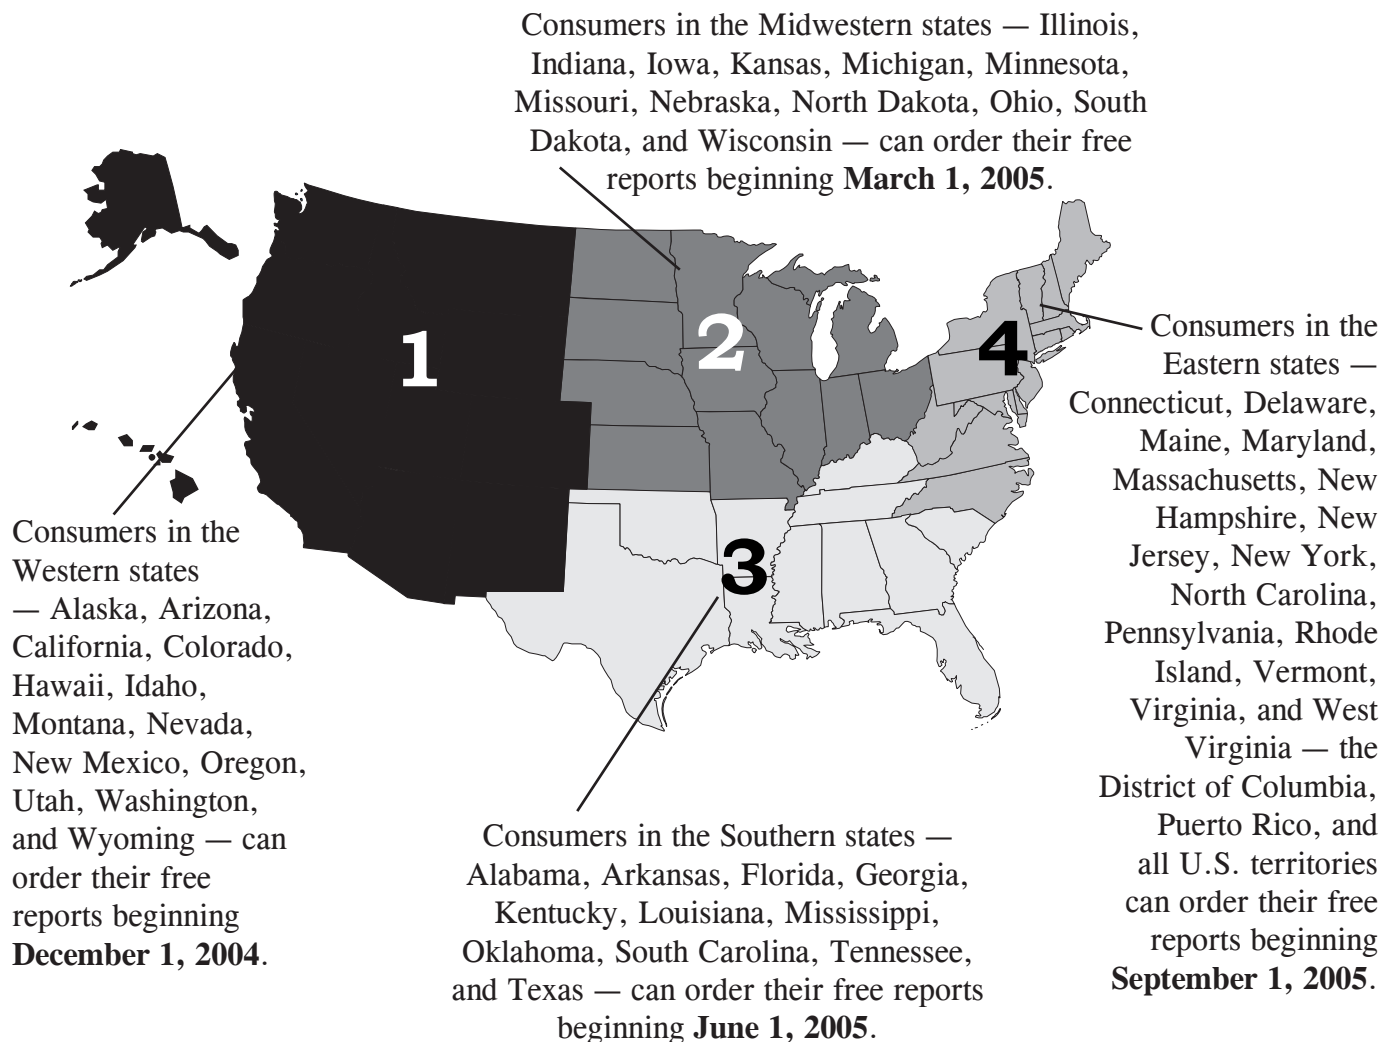 Consumers in the Midwestern states — Illinois,
Indiana, Iowa, Kansas, Michigan, Minnesota,
Missouri, Nebraska, North Dakota, Ohio, South
Dakota, and Wisconsin — can order their free
reports beginning March 1, 2005.
1
2
3
4
Consumers in the
Western states
— Alaska, Arizona,
California, Colorado,
Hawaii, Idaho,
Montana, Nevada,
New Mexico, Oregon,
Utah, Washington,
and Wyoming — can
order their free
reports beginning
December 1, 2004.
Consumers in the Southern states —
Alabama, Arkansas, Florida, Georgia,
Kentucky, Louisiana, Mississippi,
Oklahoma, South Carolina, Tennessee,
and Texas — can order their free reports
beginning June 1, 2005.
Consumers in the
Eastern states —
Connecticut, Delaware,
Maine, Maryland,
Massachusetts, New
Hampshire, New
Jersey, New York,
North Carolina,
Pennsylvania, Rhode
Island, Vermont,
Virginia, and West
Virginia — the
District of Columbia,
Puerto Rico, and
all U.S. territories
can order their free
reports beginning
September 1, 2005.